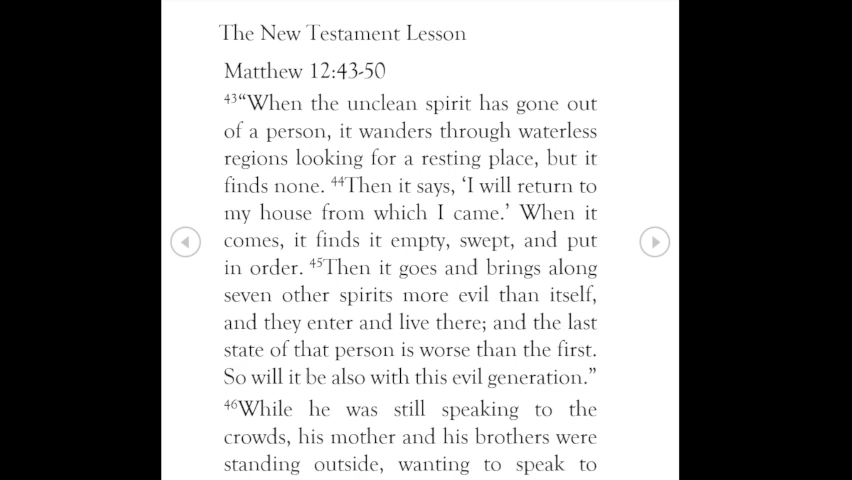 The New Testament Lesson
Matthew 12:43-50
⁴³“When the unclean spirit has gone out
of a person, it wanders through waterless
regions looking for a resting place, but it
finds none. ⁴⁴Then it says, ‘I will return to
my house from which I came.’ When it
comes, it finds it empty, swept, and put
in order. ⁴⁵Then it goes and brings along
seven other spirits more evil than itself,
and they enter and live there; and the last
state of that person is worse than the first.
So will it be also with this evil generation.”
⁴⁶While he was still speaking to the
crowds, his mother and his brothers were
standing outside, wanting to speak to